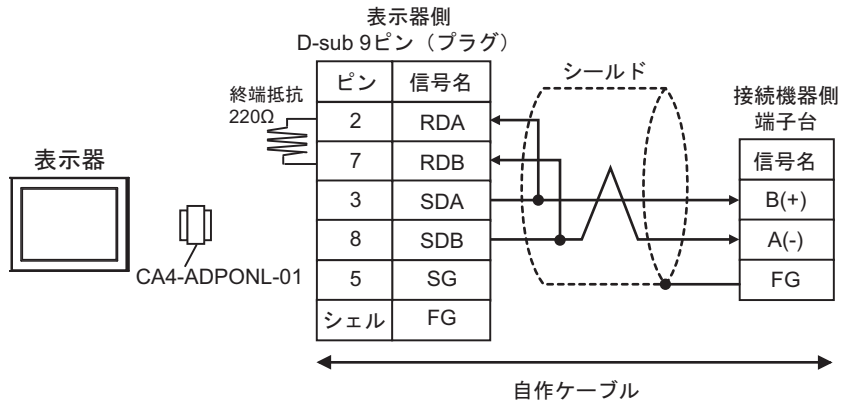 表示器側
D-sub 9ピン（プラグ）
ピン 信号名
2 RDA
7 RDB
3 SDA
8 SDB
5 SG
シェル FG
終端抵抗
220Ω
表示器
CA4-ADPONL-01
シールド
接続機器側
端子台
信号名
B(+)
A(-)
FG
自作ケーブル